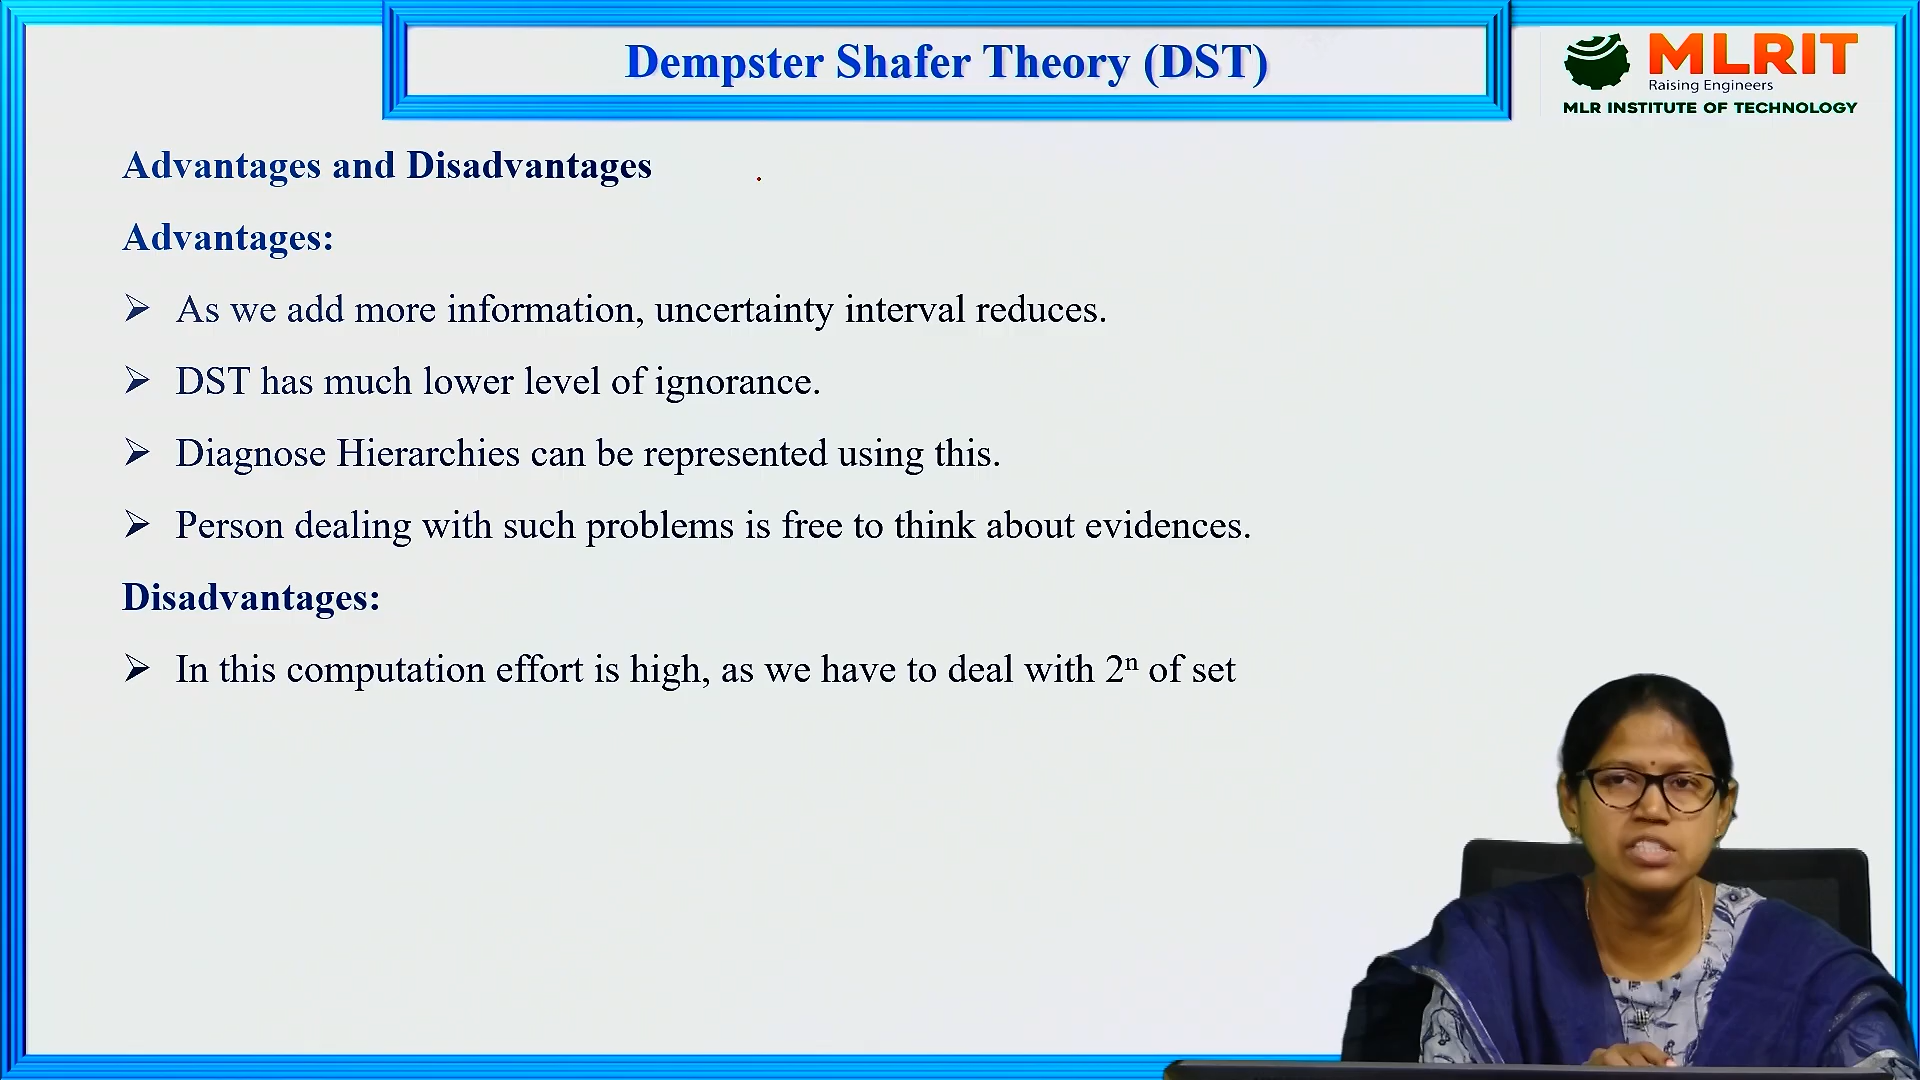 Dempster Shafer Theory (DST)
MLRIT
Raising Engineers
MLR INSTITUTE OF TECHNOLOGY
Advantages and Disadvantages
Advantages:
➢ As we add more information, uncertainty interval reduces.
➢ DST has much lower level of ignorance.
➢ Diagnose Hierarchies can be represented using this.
➢ Person dealing with such problems is free to think about evidences.
Disadvantages:
➢ In this computation effort is high, as we have to deal with 2ⁿ of set